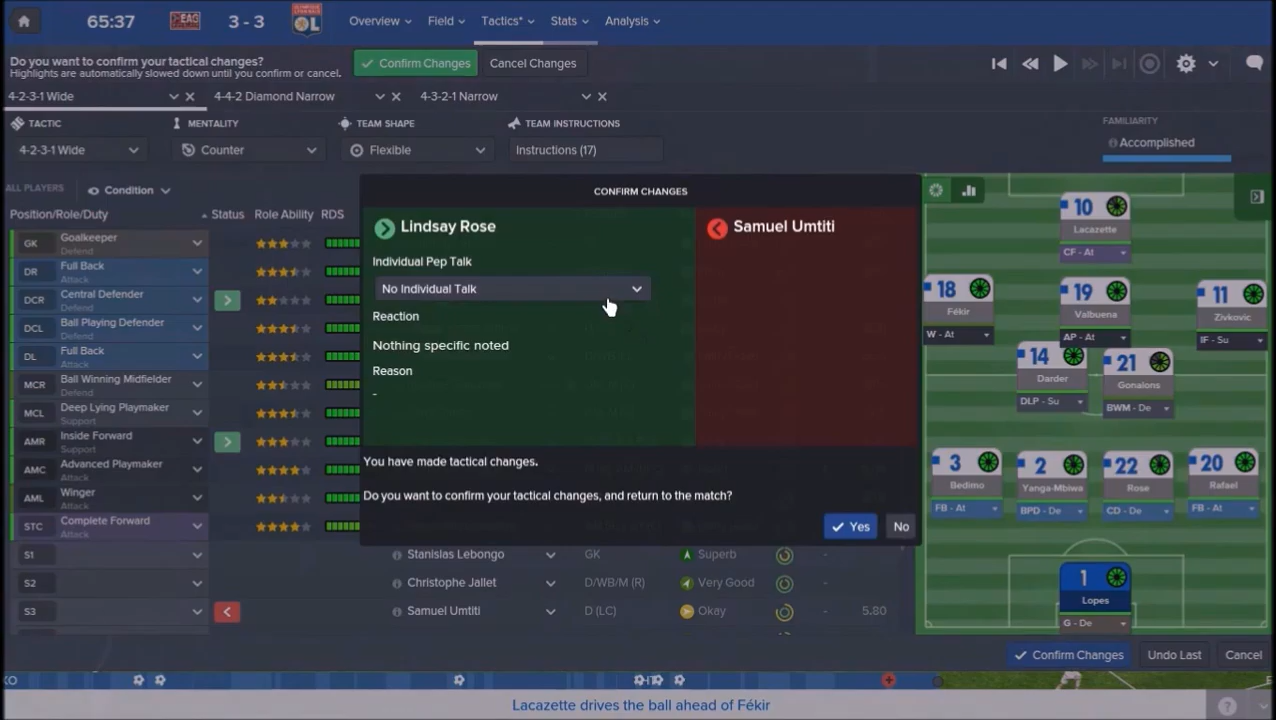 65:37 EAG 3 - 3 OL Overview Field Tactics* Stats Analysis
Do you want to confirm your tactical changes?
Highlights are automatically slowed down until you confirm or cancel.
Confirm Changes Cancel Changes
4-2-3-1 Wide 4-4-2 Diamond Narrow 4-3-2-1 Narrow
TACTIC MENTALITY TEAM SHAPE TEAM INSTRUCTIONS
4-2-3-1 Wide Counter Flexible Instructions (17)
FAMILIARITY
Accomplished
ALL PLAYERS Condition
Position/Role/Duty Status Role Ability RDS
GK Goalkeeper
Defend
DR Full Back
Attack
DCR Central Defender
Defend
DCL Ball Playing Defender
Defend
DL Full Back
Attack
MCR Ball Winning Midfielder
Defend
MCL Deep Lying Playmaker
Support
AMR Inside Forward
Support
AMC Advanced Playmaker
Attack
AML Winger
Attack
STC Complete Forward
Attack
S1 Stanislas Lebongo GK Superb -
S2 Christophe Jallet D/WB/M (R) Very Good -
S3 Samuel Umtiti D (LC) Okay - 5.80
CONFIRM CHANGES
Lindsay Rose
Individual Pep Talk
No Individual Talk
Reaction
Nothing specific noted
Reason
-
Samuel Umtiti
You have made tactical changes.
Do you want to confirm your tactical changes, and return to the match?
Yes No
10
Lacazette
CF - At
18
Fékir
W - At
19
Valbuena
AP - At
11
Zivkovic
IF - Su
14
Darder
DLP - Su
21
Gonalons
BWM - De
3
Bedimo
FB - At
2
Yanga-Mbiwa
BPD - De
22
Rose
CD - De
20
Rafael
FB - At
1
Lopes
G - De
Confirm Changes Undo Last Cancel
Lacazette drives the ball ahead of Fékir